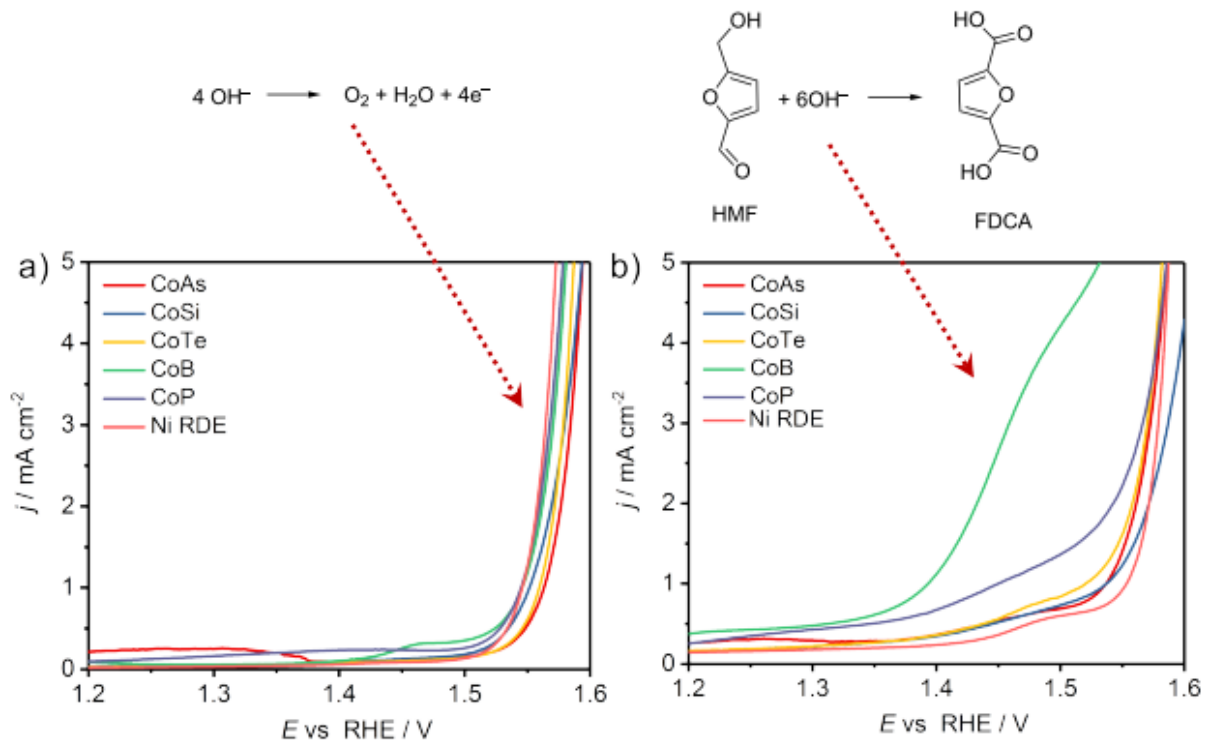 4 OH⁻ → O₂ + H₂O + 4e⁻
OH
O
O
+ 6OH⁻ →
HMF
HO
O
O
O
HO
FDCA
a)
5
4
3
2
1
0
j / mA cm⁻²
CoAs
CoSi
CoTe
CoB
CoP
Ni RDE
1.2 1.3 1.4 1.5 1.6
E vs RHE / V
b)
5
4
3
2
1
0
j / mA cm⁻²
CoAs
CoSi
CoTe
CoB
CoP
Ni RDE
1.2 1.3 1.4 1.5 1.6
E vs RHE / V